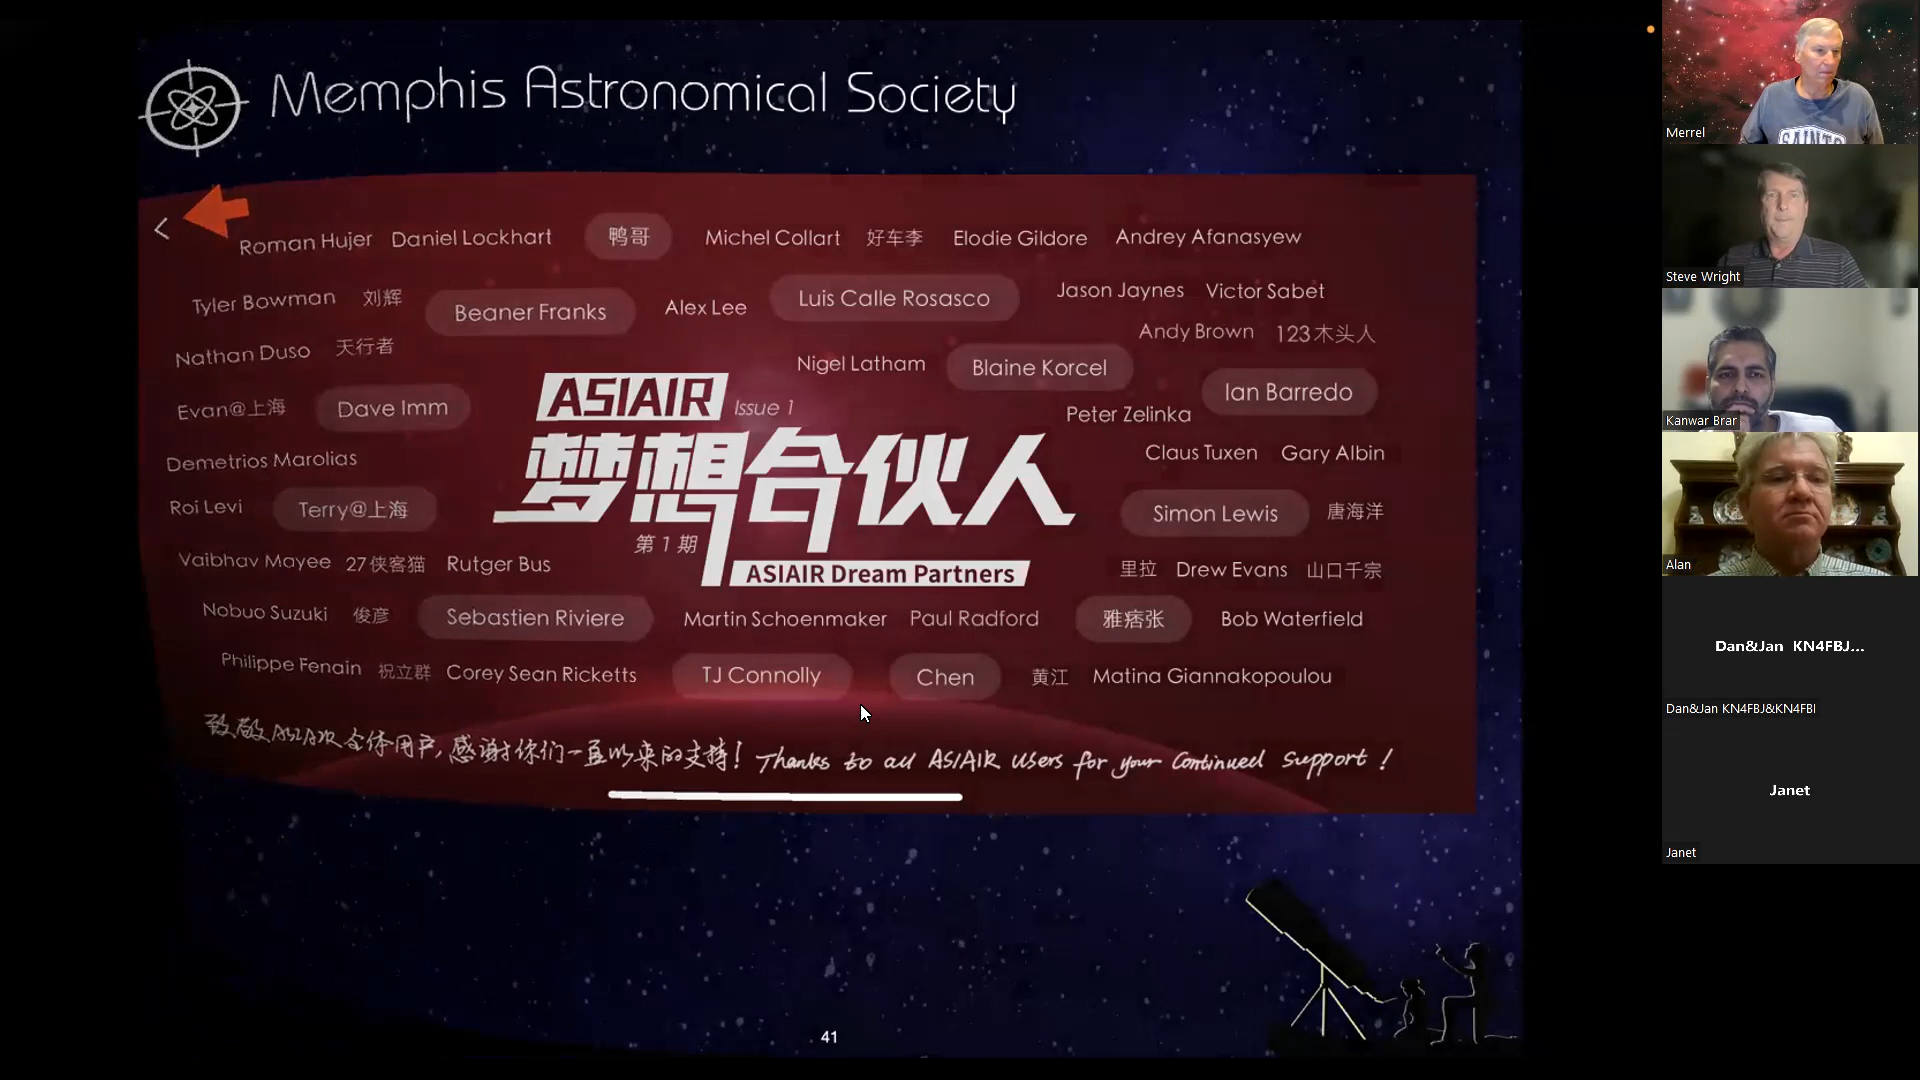 Memphis Astronomical Society
Roman Hujer Daniel Lockhart 鸭哥 Michel Collart 好车李 Elodie Gildore Andrey Afanasyew
Tyler Bowman 刘辉 Beaner Franks Alex Lee Luis Calle Rosasco Jason Jaynes Victor Sabet
Andy Brown 123木头人
Nathan Duso 天行者 Nigel Latham Blaine Korcel Ian Barredo
Evan@上海 Dave Imm ASIAIR Issue 1 Peter Zelinka
梦想合伙人
Demetrios Marolias Claus Tuxen Gary Albin
Roi Levi Terry@上海 Simon Lewis 唐海洋
第1期
ASIAIR Dream Partners
Vaibhav Mayee 27侠客猫 Rutger Bus 里拉 Drew Evans 山口千宗
Nobuo Suzuki 俊彦 Sebastien Riviere Martin Schoenmaker Paul Radford 雅痞张 Bob Waterfield
Philippe Fenain 祝立群 Corey Sean Ricketts TJ Connolly Chen 黄江 Matina Giannakopoulou
致敬ASIAIR全体用户,感谢你们一直以来的支持! Thanks to all ASIAIR users for your continued support!
41
Merrel
SAINTS
Steve Wright
Kanwar Brar
Alan
Dan&Jan KN4FBJ...
Dan&Jan KN4FBJ&KN4FBI
Janet
Janet